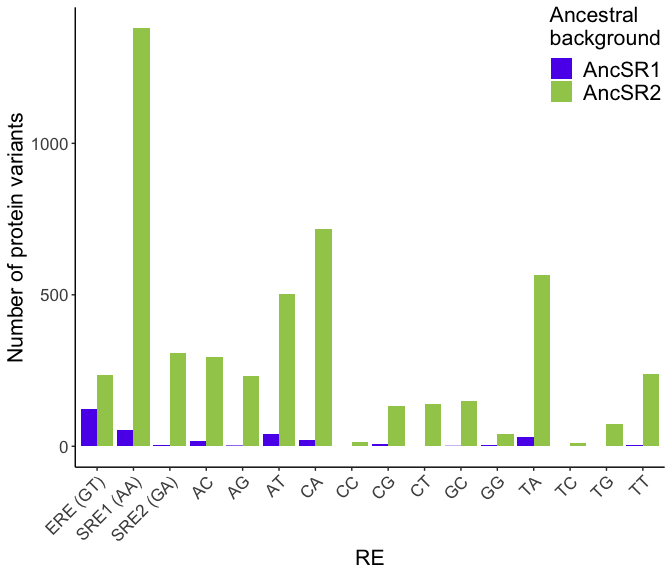 Ancestral
background
AncSR1
AncSR2
Number of protein variants
1000
500
0
ERE (GT)
SRE1 (AA)
SRE2 (GA)
AC
AG
AT
CA
CC
CG
CT
GC
GG
TA
TC
TG
TT
RE